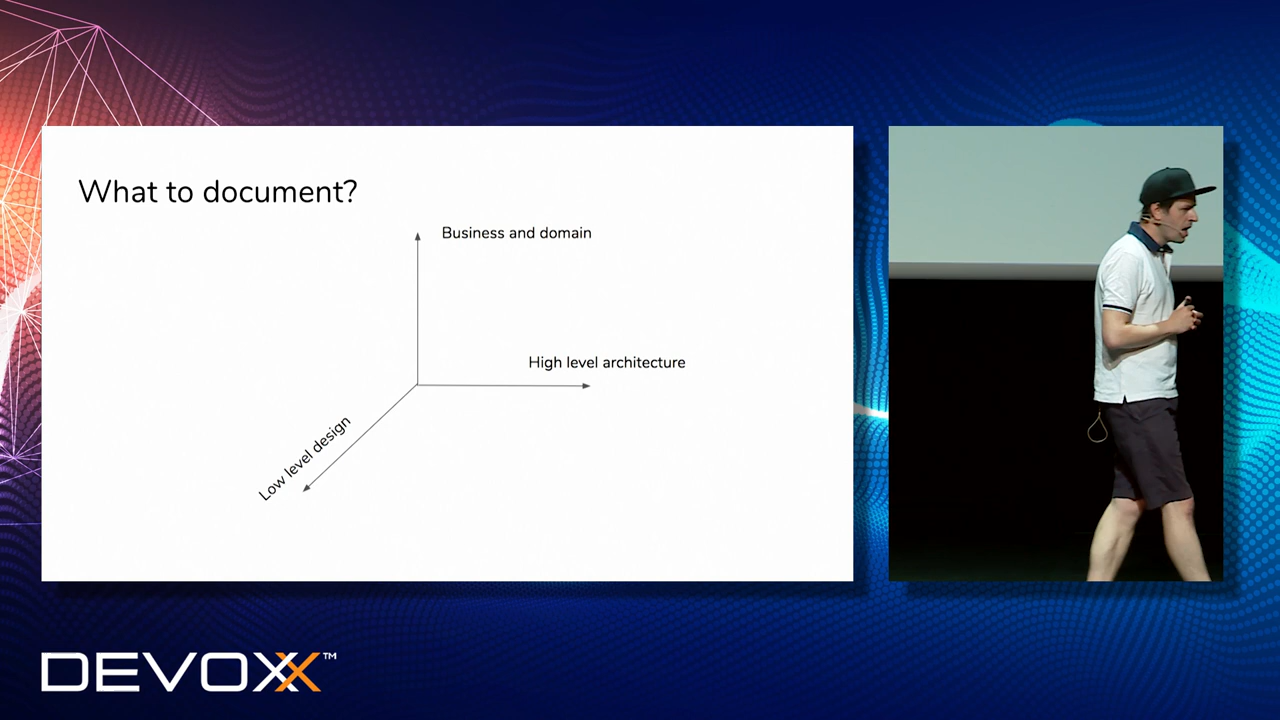 What to document?
Business and domain
High level architecture
Low level design
DEVOXX™